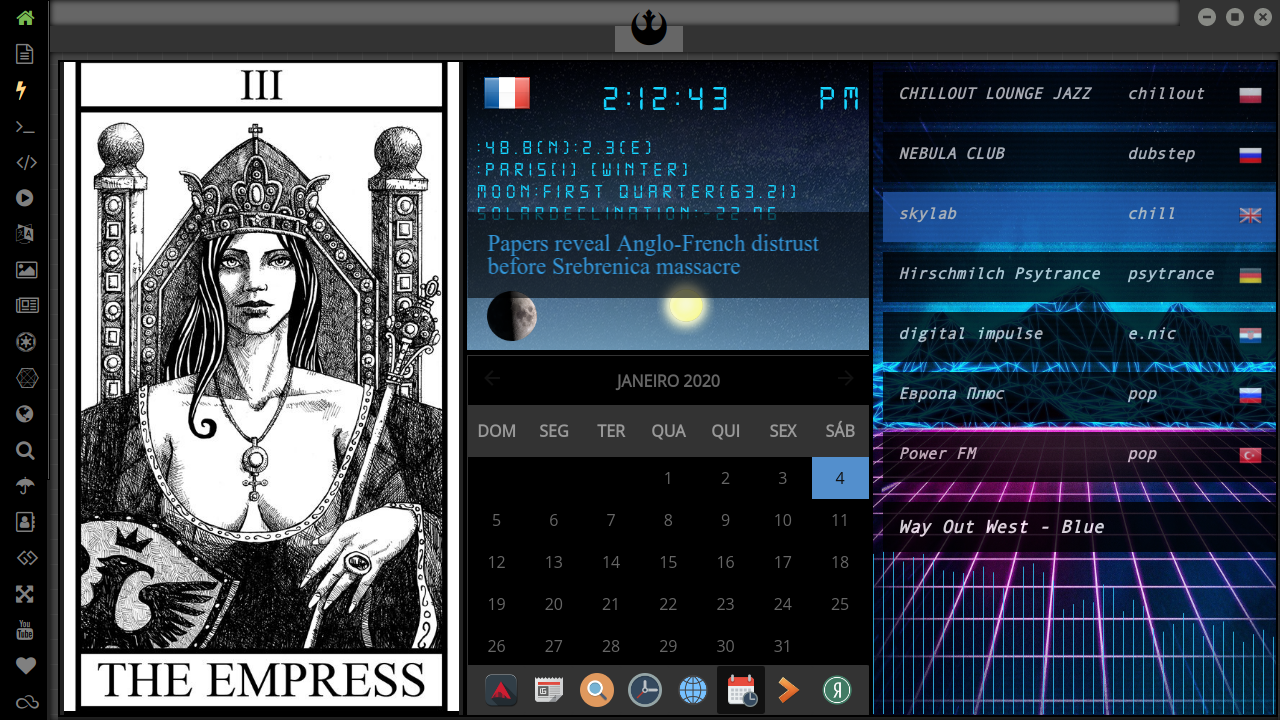 III
THE EMPRESS
2:12:43 PM
:48.8(N):2.3(E)
:PARIS(1) (WINTER)
MOON:FIRST QUARTER(63.21)
SOLARDECLINATION:-22.76
Papers reveal Anglo-French distrust
before Srebrenica massacre
JANEIRO 2020
DOM SEG TER QUA QUI SEX SÁB
1 2 3 4
5 6 7 8 9 10 11
12 13 14 15 16 17 18
19 20 21 22 23 24 25
26 27 28 29 30 31
CHILLOUT LOUNGE JAZZ chillout
NEBULA CLUB dubstep
skylab chill
Hirschmilch Psytrance psytrance
digital impulse e.nic
Европа Плюс pop
Power FM pop
Way Out West - Blue
You
Tube
Я